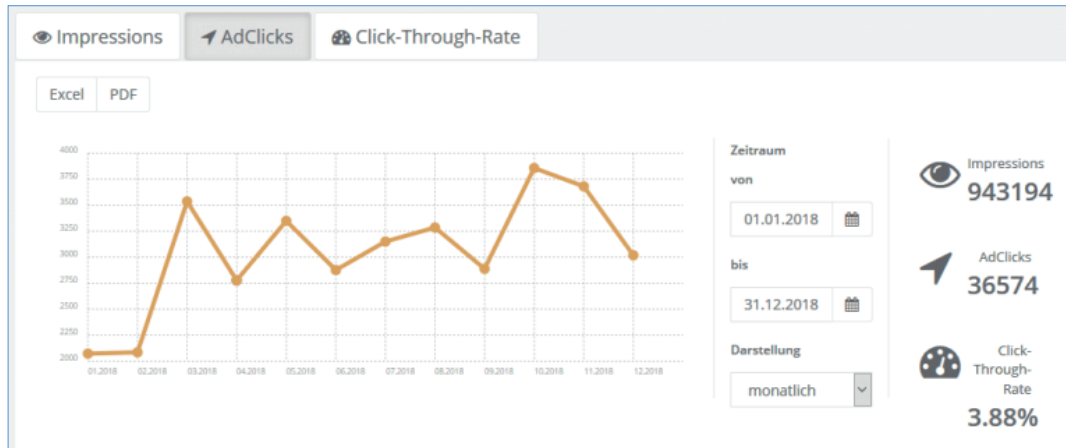 Impressions AdClicks Click-Through-Rate
Excel PDF
4000
3750
3500
3250
3000
2750
2500
2250
2000
01.2018 02.2018 03.2018 04.2018 05.2018 06.2018 07.2018 08.2018 09.2018 10.2018 11.2018 12.2018
Zeitraum
von
01.01.2018
bis
31.12.2018
Darstellung
monatlich
Impressions
943194
AdClicks
36574
Click-
Through-
Rate
3.88%